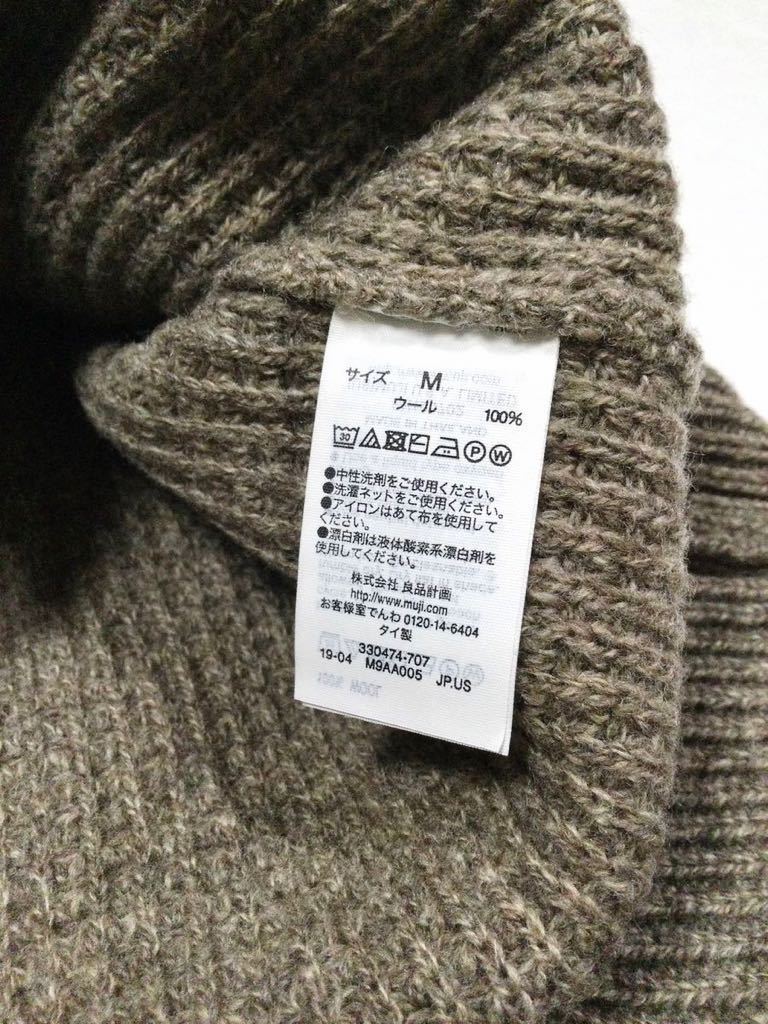 サイズ M
ウール 100%
30 P W
●中性洗剤をご使用ください。
●洗濯ネットをご使用ください。
●アイロンはあて布を使用して
ください。
●漂白剤は液体酸素系漂白剤を
使用してください。
株式会社 良品計画
http://www.muji.com
お客様室でんわ 0120-14-6404
タイ製
330474-707
19-04 M9AA005 JP.US